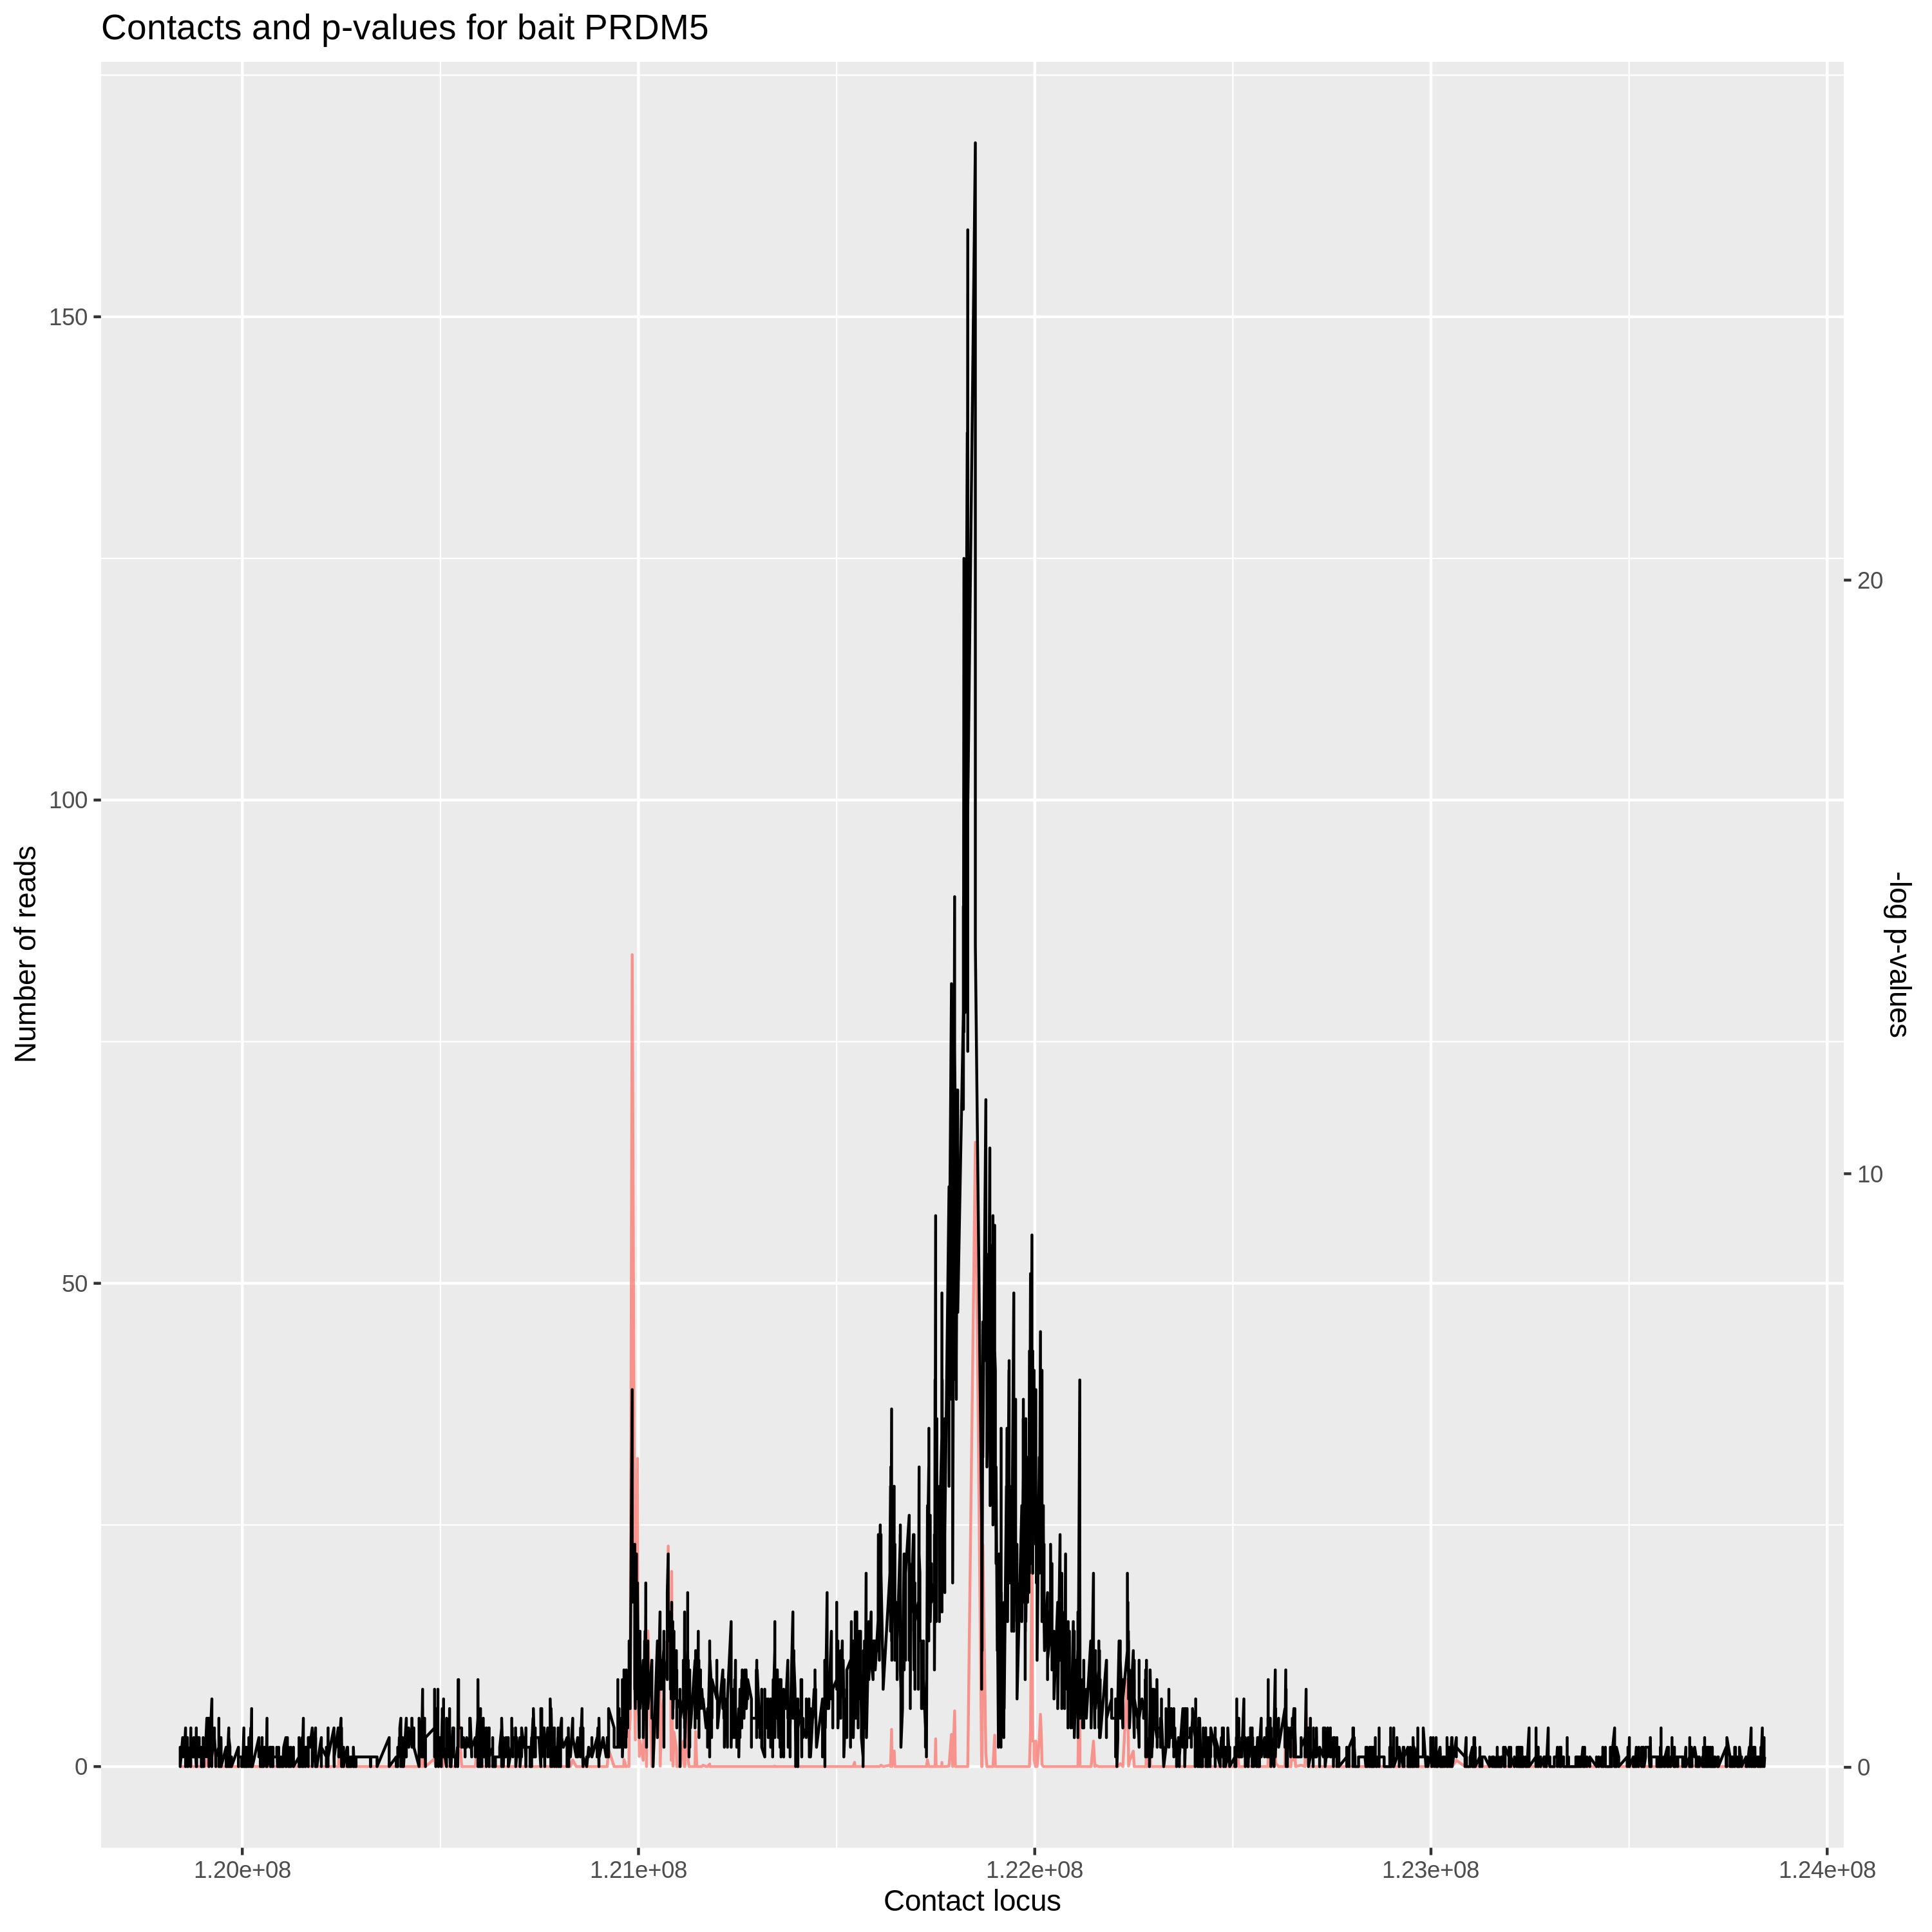 Contacts and p-values for bait PRDM5
150
100
50
0
Number of reads
20
10
0
-log p-values
1.20e+08
1.21e+08
1.22e+08
1.23e+08
1.24e+08
Contact locus